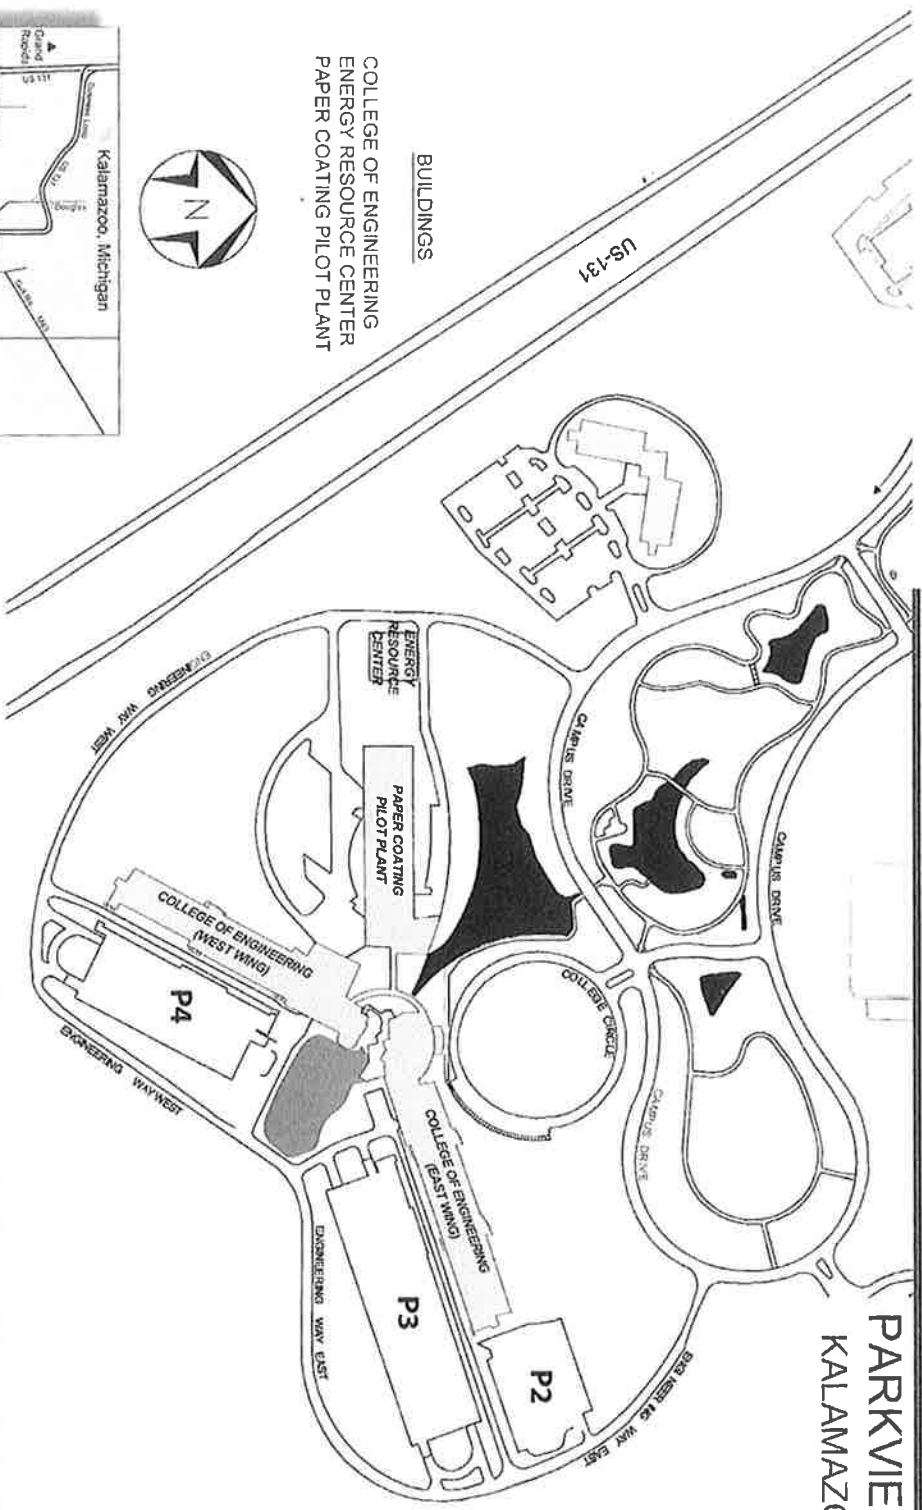 PARKVIE
KALAMAZO
BUILDINGS
COLLEGE OF ENGINEERING
ENERGY RESOURCE CENTER
PAPER COATING PILOT PLANT
N
Kalamazoo, Michigan
Grand
Rapids
US 131
Douglas
US-131
CAMPUS DRIVE
CAMPUS DRIVE
CAMPUS DRIVE
COLLEGE CIRCLE
ENERGY
RESOURCE
CENTER
PAPER COATING
PILOT PLANT
COLLEGE OF ENGINEERING
(WEST WING)
COLLEGE OF ENGINEERING
(EAST WING)
ENGINEERING WAY WEST
ENGINEERING WAY WEST
ENGINEERING WAY EAST
ENGINEERING WAY EAST
P4
P3
P2